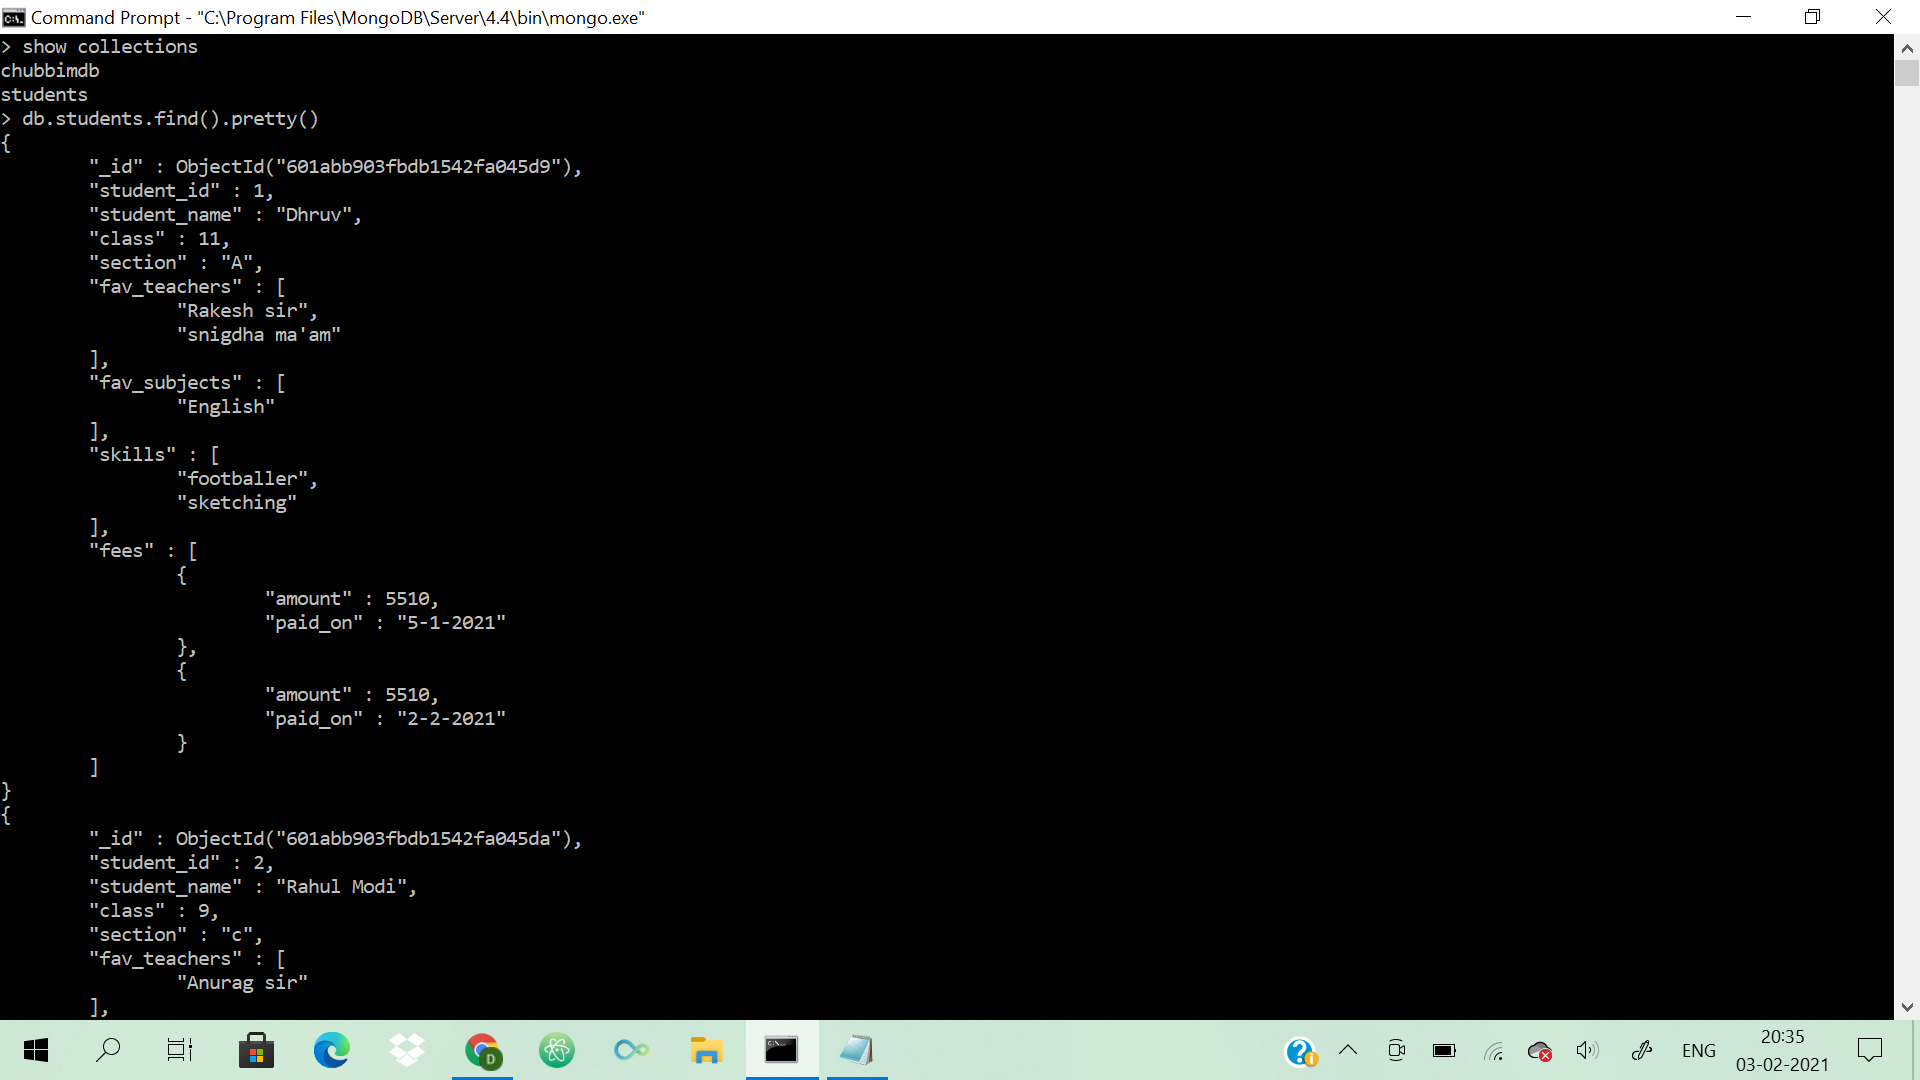 Command Prompt - "C:\Program Files\MongoDB\Server\4.4\bin\mongo.exe"
> show collections
chubbimdb
students
> db.students.find().pretty()
{
        "_id" : ObjectId("601abb903fbdb1542fa045d9"),
        "student_id" : 1,
        "student_name" : "Dhruv",
        "class" : 11,
        "section" : "A",
        "fav_teachers" : [
                "Rakesh sir",
                "snigdha ma'am"
        ],
        "fav_subjects" : [
                "English"
        ],
        "skills" : [
                "footballer",
                "sketching"
        ],
        "fees" : [
                {
                        "amount" : 5510,
                        "paid_on" : "5-1-2021"
                },
                {
                        "amount" : 5510,
                        "paid_on" : "2-2-2021"
                }
        ]
}
{
        "_id" : ObjectId("601abb903fbdb1542fa045da"),
        "student_id" : 2,
        "student_name" : "Rahul Modi",
        "class" : 9,
        "section" : "c",
        "fav_teachers" : [
                "Anurag sir"
        ],
D
ENG
20:35
03-02-2021